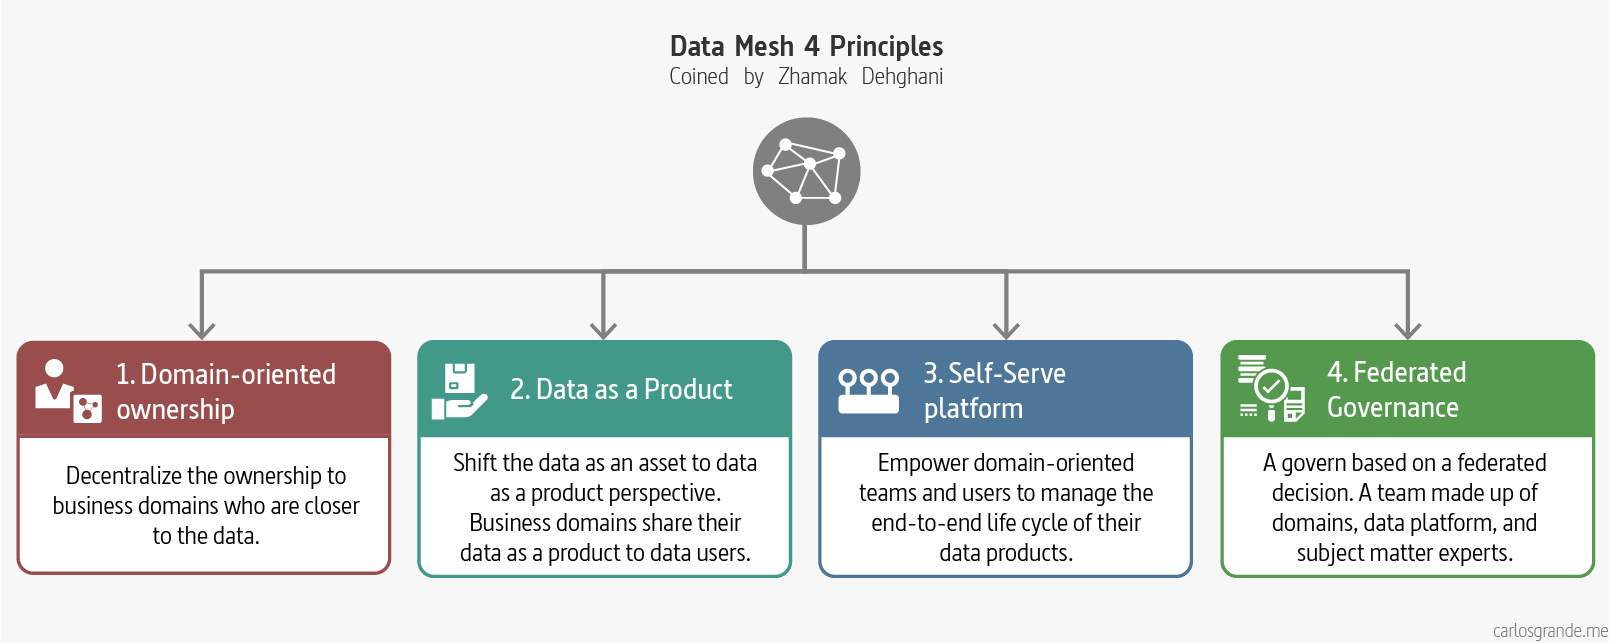 Data Mesh 4 Principles
Coined by Zhamak Dehghani
1. Domain-oriented
ownership
Decentralize the ownership to
business domains who are closer
to the data.
2. Data as a Product
Shift the data as an asset to data
as a product perspective.
Business domains share their
data as a product to data users.
3. Self-Serve
platform
Empower domain-oriented
teams and users to manage the
end-to-end life cycle of their
data products.
4. Federated
Governance
A govern based on a federated
decision. A team made up of
domains, data platform, and
subject matter experts.
carlosgrande.me